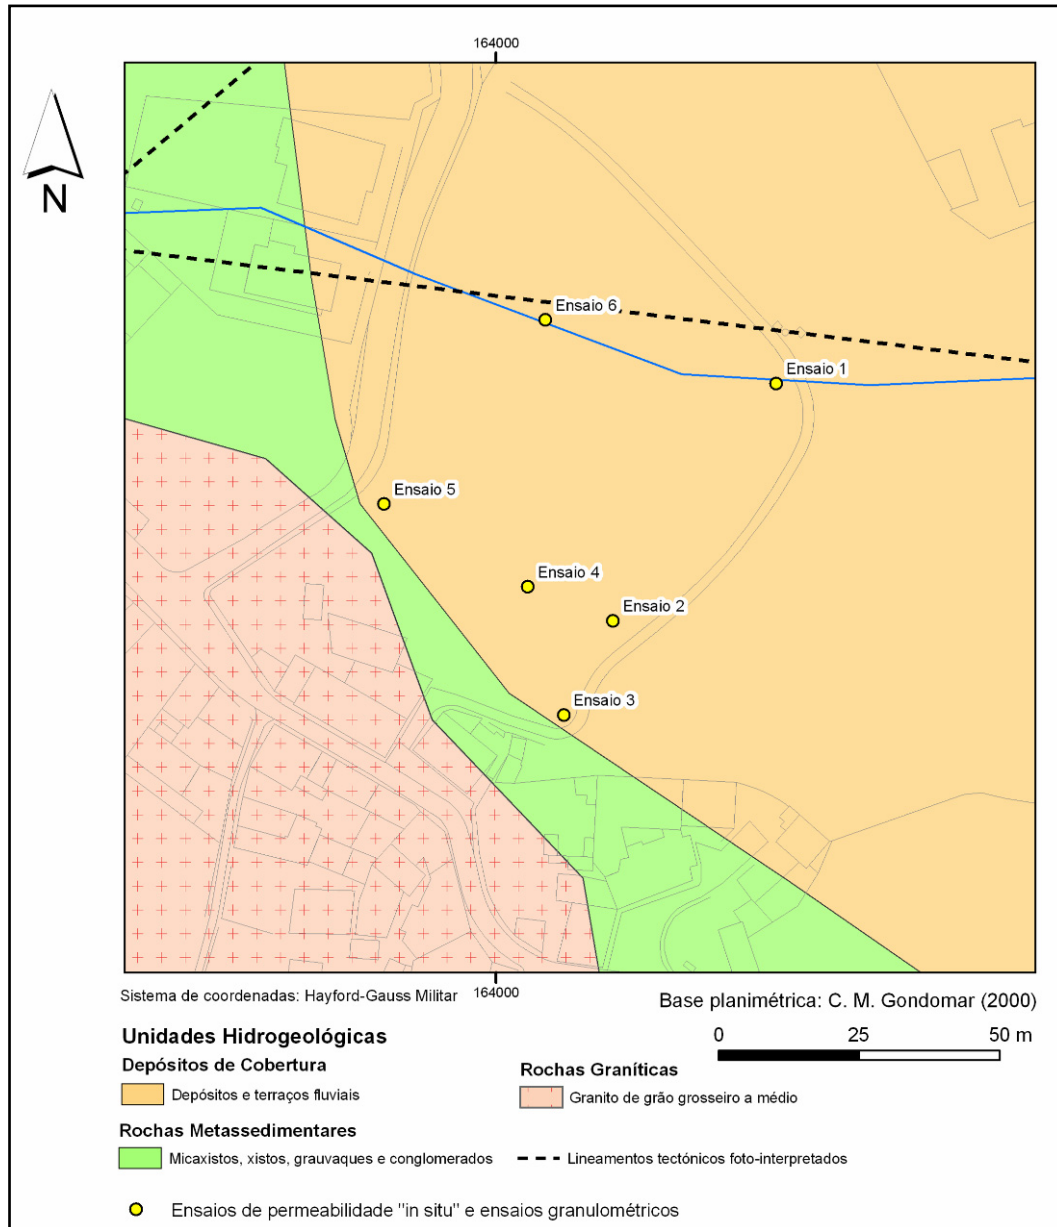 164000
N
Ensaio 6
Ensaio 1
Ensaio 5
Ensaio 4
Ensaio 2
Ensaio 3
164000
Sistema de coordenadas: Hayford-Gauss Militar
Base planimétrica: C. M. Gondomar (2000)
Unidades Hidrogeológicas
0 25 50 m
Depósitos de Cobertura
Rochas Graníticas
Depósitos e terraços fluviais
Granito de grão grosseiro a médio
Rochas Metassedimentares
Micaxistos, xistos, grauvaques e conglomerados
Lineamentos tectónicos foto-interpretados
Ensaios de permeabilidade "in situ" e ensaios granulométricos